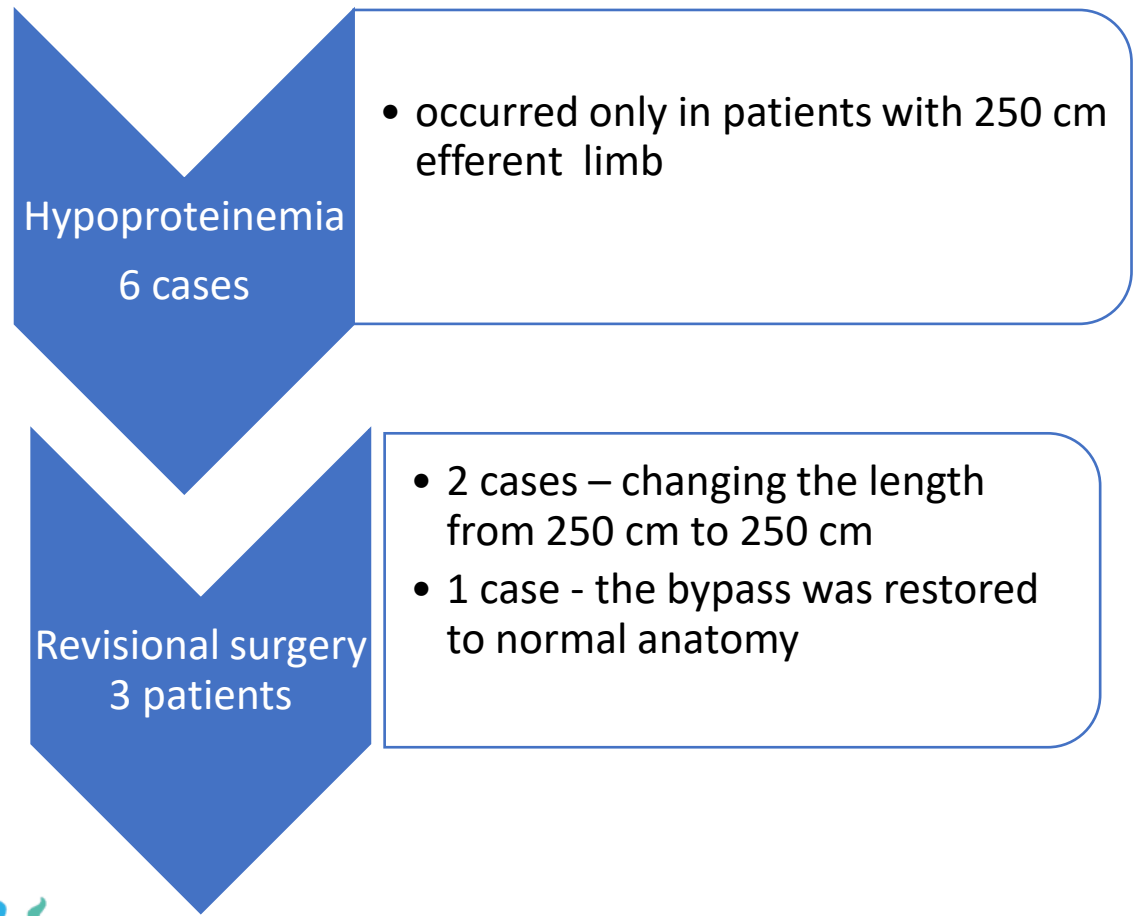 Hypoproteinemia
6 cases
• occurred only in patients with 250 cm
efferent limb
Revisional surgery
3 patients
• 2 cases – changing the length
from 250 cm to 250 cm
• 1 case - the bypass was restored
to normal anatomy